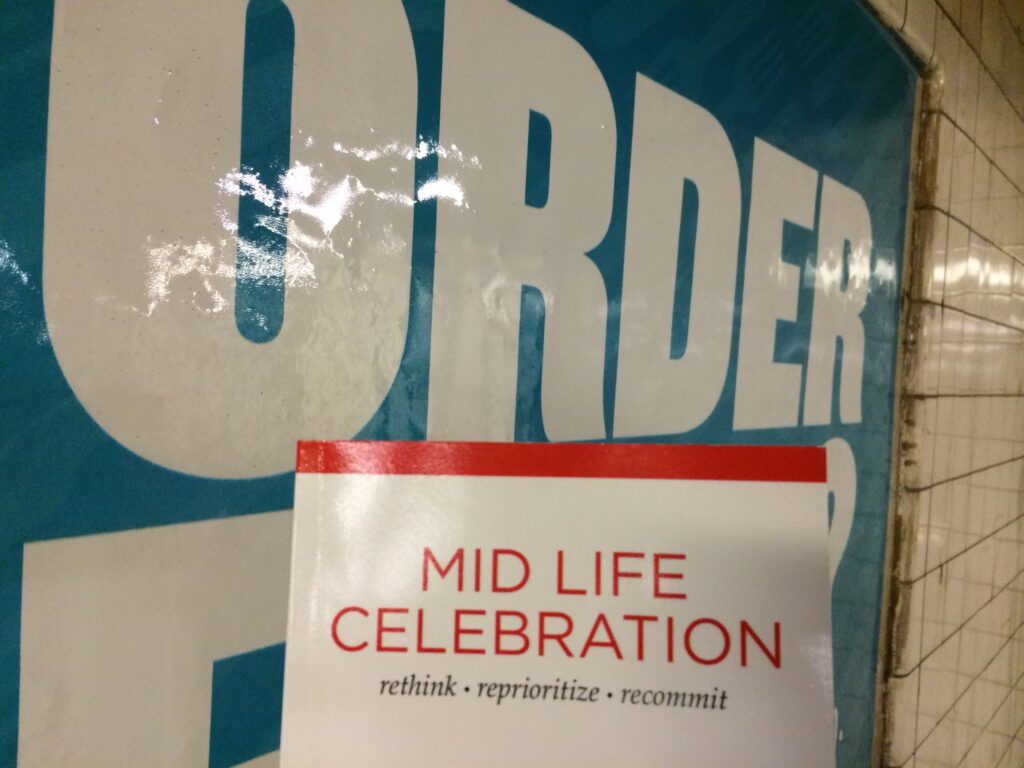 ORDER
MID LIFE
CELEBRATION
rethink • reprioritize • recommit